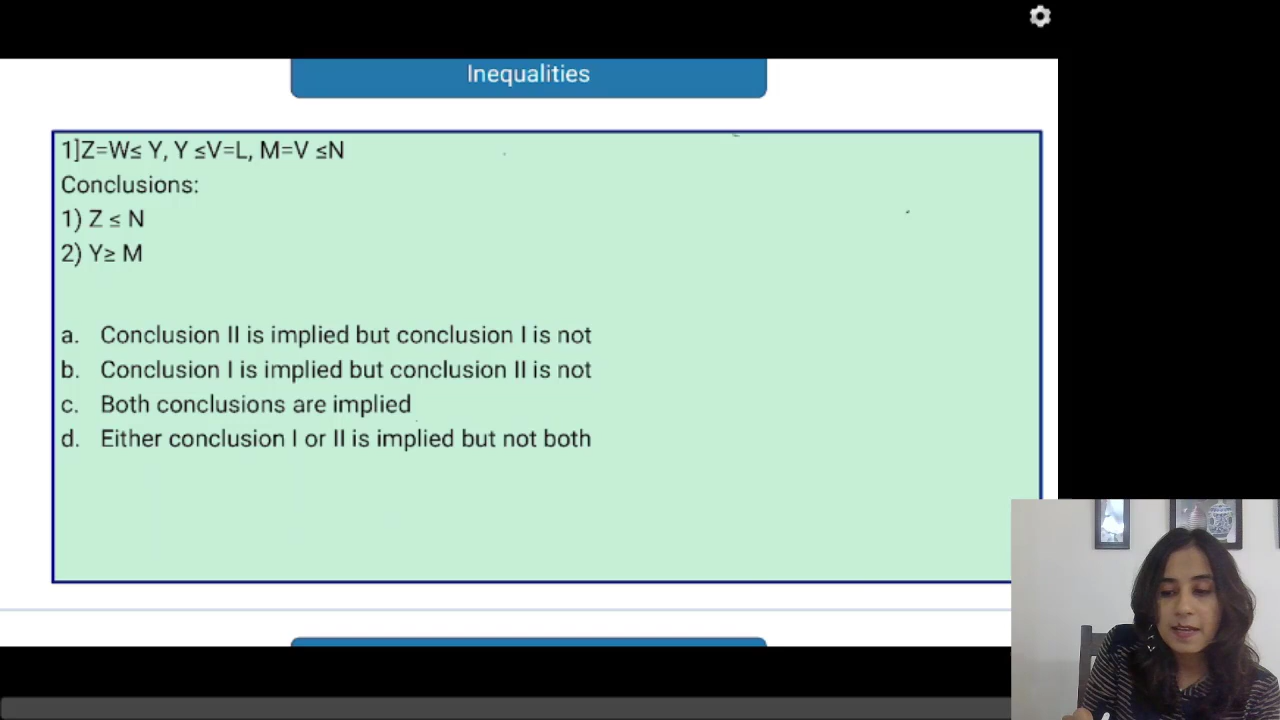 Inequalities
1]Z=W≤ Y, Y ≤V=L, M=V ≤N
Conclusions:
1) Z ≤ N
2) Y≥ M
a. Conclusion II is implied but conclusion I is not
b. Conclusion I is implied but conclusion II is not
c. Both conclusions are implied
d. Either conclusion I or II is implied but not both